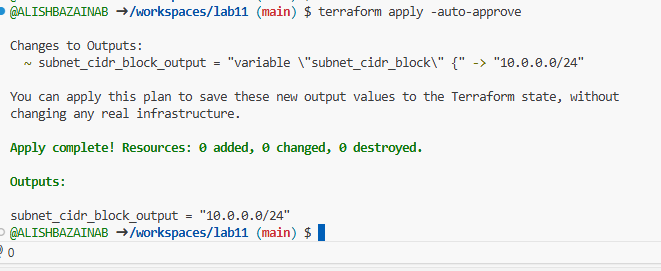 @ALISHBAZAINAB ➜/workspaces/lab11 (main) $ terraform apply -auto-approve
Changes to Outputs:
~ subnet_cidr_block_output = "variable \"subnet_cidr_block\" {" -> "10.0.0.0/24"
You can apply this plan to save these new output values to the Terraform state, without
changing any real infrastructure.
Apply complete! Resources: 0 added, 0 changed, 0 destroyed.
Outputs:
subnet_cidr_block_output = "10.0.0.0/24"
@ALISHBAZAINAB ➜/workspaces/lab11 (main) $
0